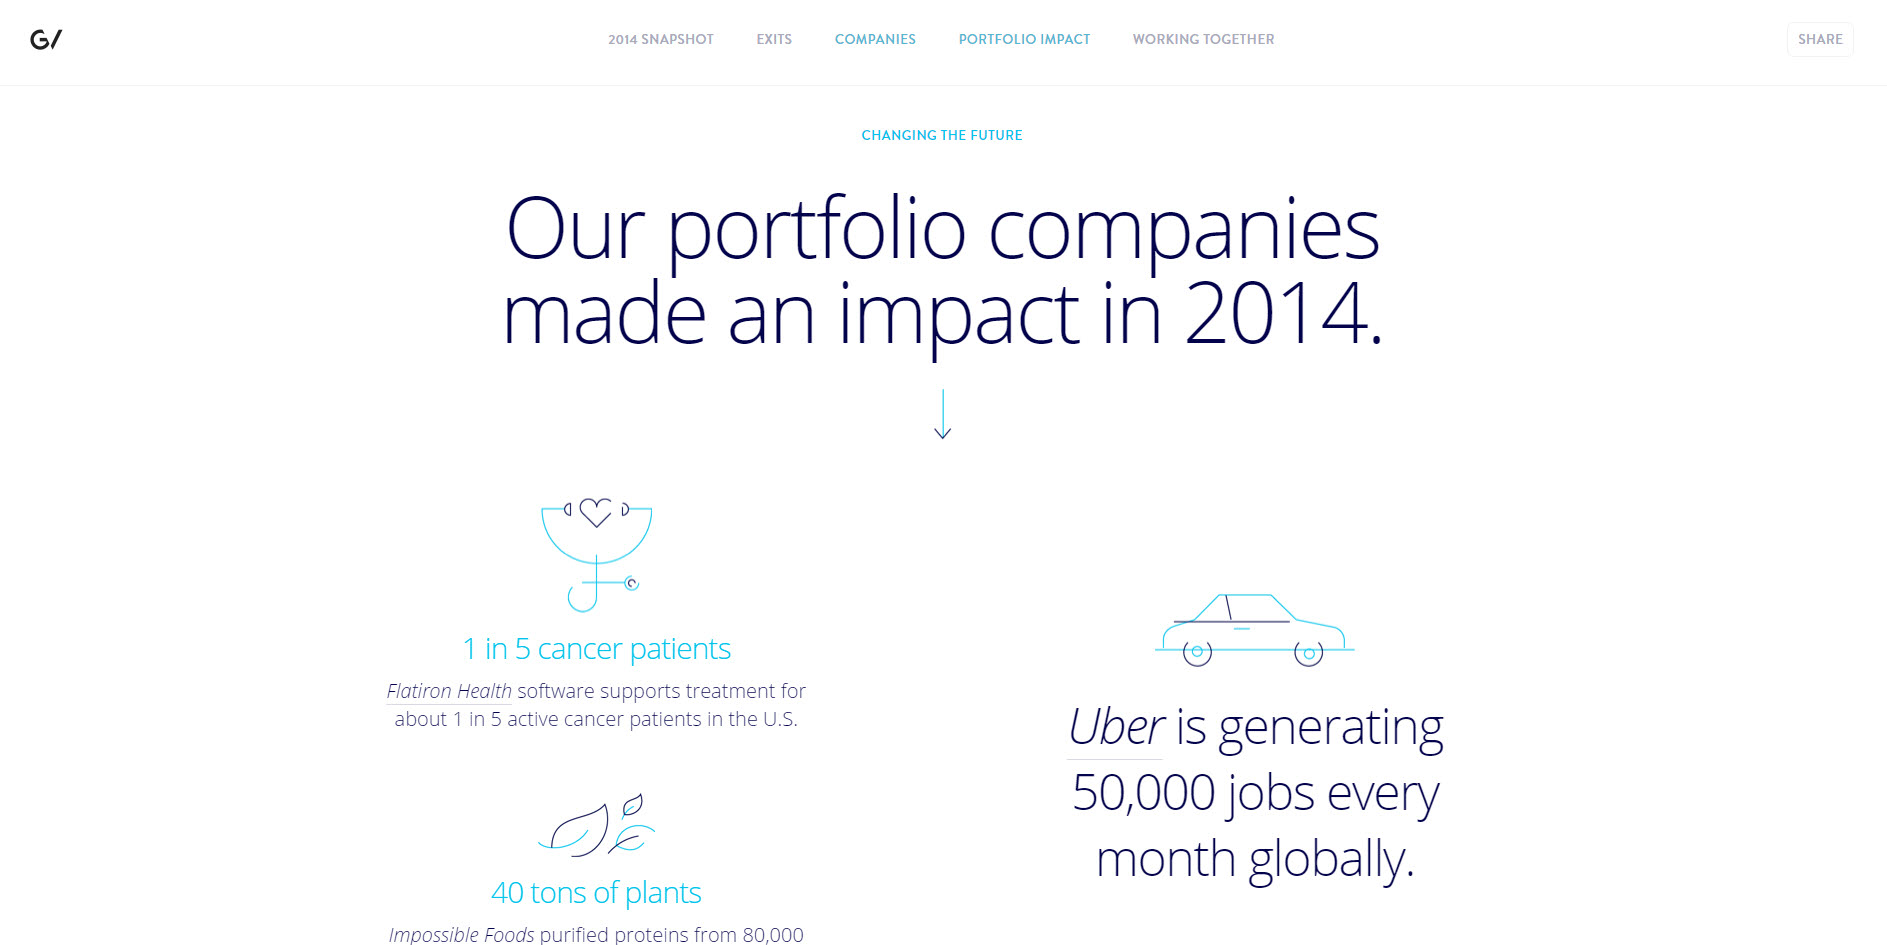 G/
2014 SNAPSHOT
EXITS
COMPANIES
PORTFOLIO IMPACT
WORKING TOGETHER
SHARE
CHANGING THE FUTURE
Our portfolio companies
made an impact in 2014.
1 in 5 cancer patients
Flatiron Health software supports treatment for
about 1 in 5 active cancer patients in the U.S.
40 tons of plants
Impossible Foods purified proteins from 80,000
Uber is generating
50,000 jobs every
month globally.